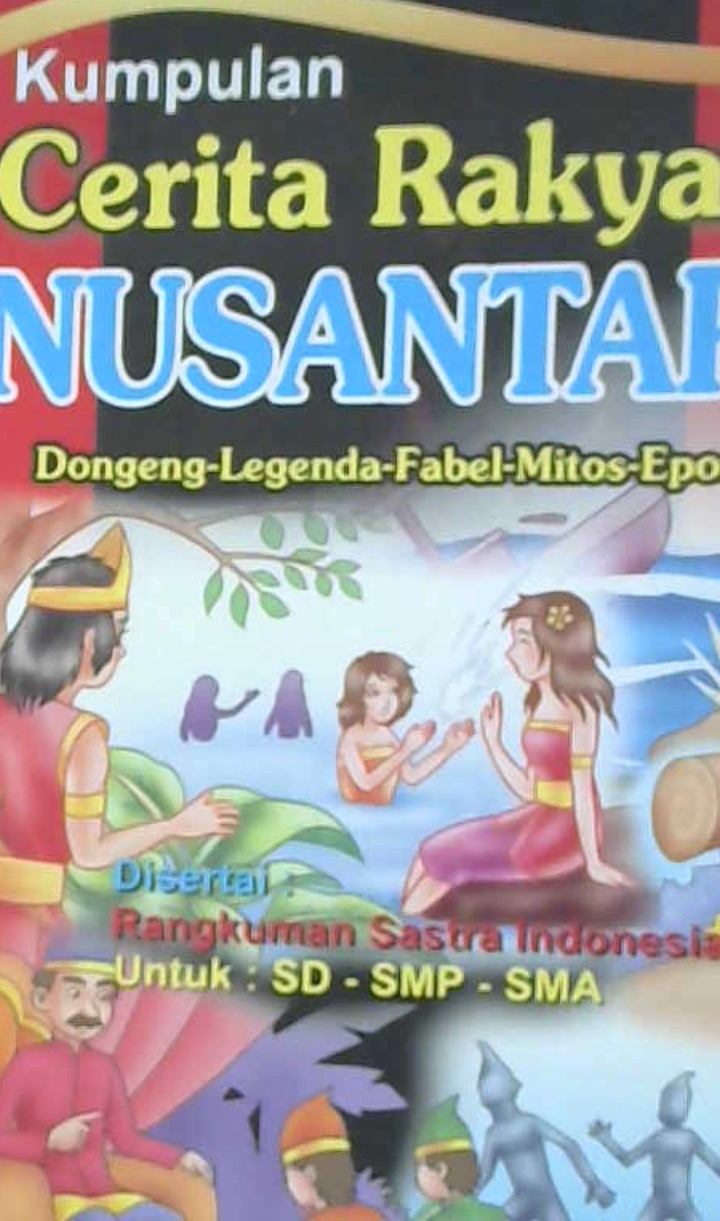 Kumpulan
Cerita Rakya
NUSANTA
Dongeng-Legenda-Fabel-Mitos-Epo
Disertai :
Rangkuman Sastra Indonesia
Untuk : SD - SMP - SMA